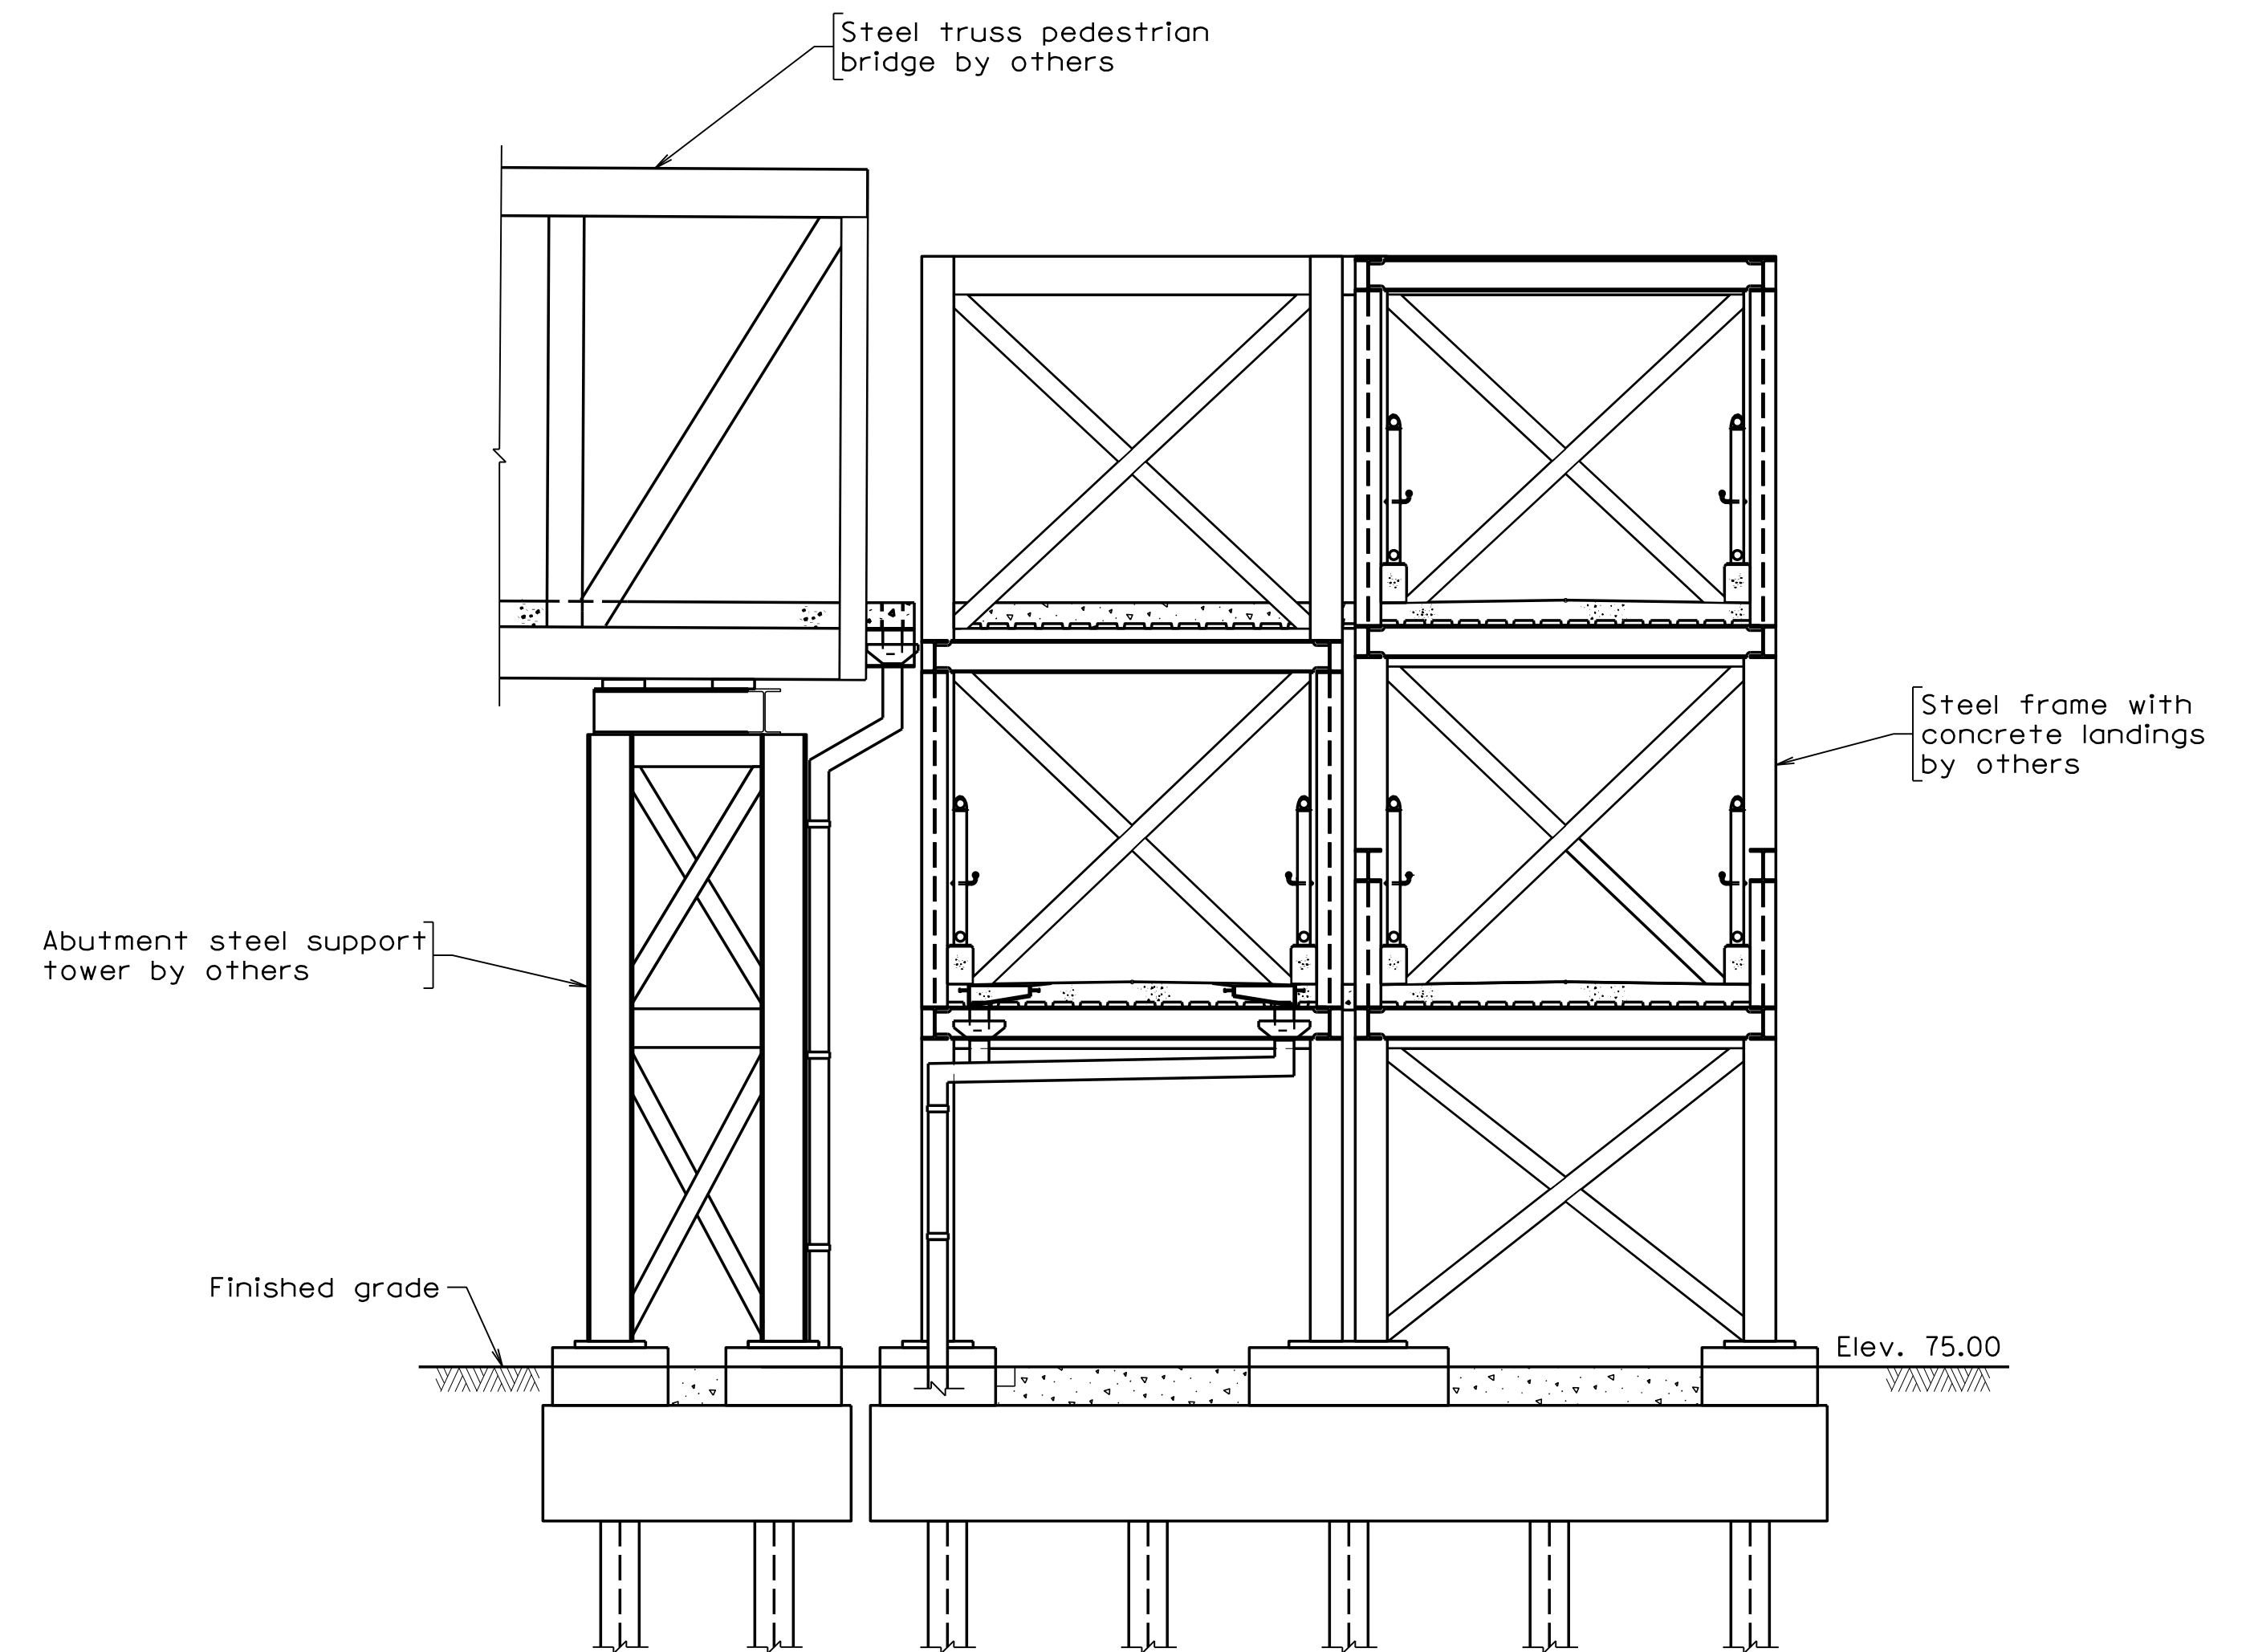 Steel truss pedestrian
bridge by others
Steel frame with
concrete landings
by others
Abutment steel support
tower by others
Finished grade
Elev. 75.00